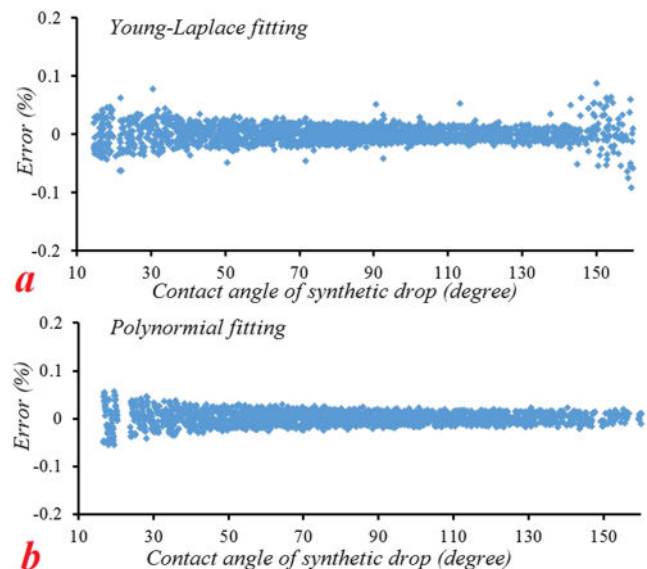 0.2
Young-Laplace fitting
0.1
0
-0.1
-0.2
Error (%)
10 30 50 70 90 110 130 150
Contact angle of synthetic drop (degree)
a
0.2
Polynormial fitting
0.1
0
-0.1
-0.2
Error (%)
10 30 50 70 90 110 130 150
Contact angle of synthetic drop (degree)
b